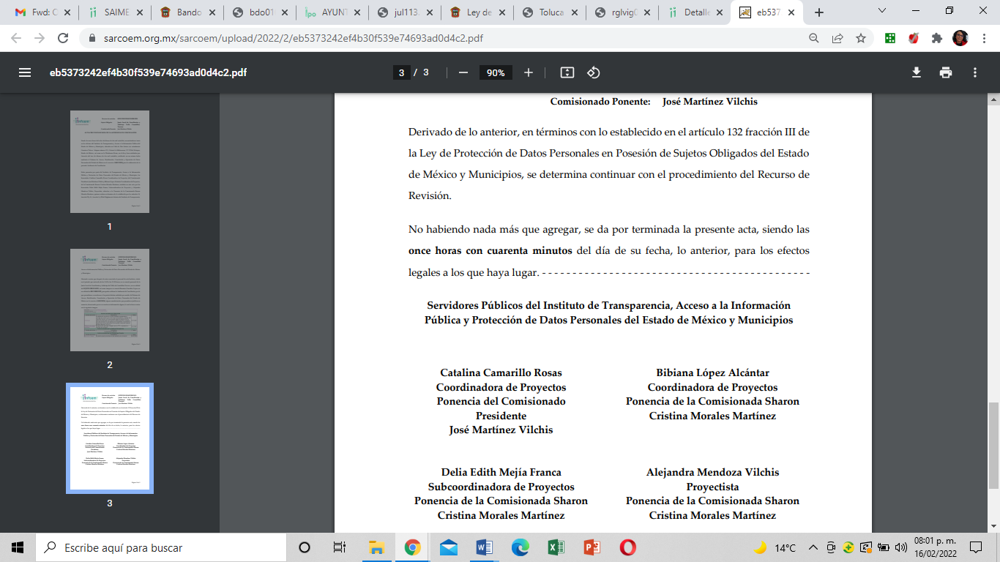 Fwd: C
SAIME
Bando
bdo01
AYUNT
jul113
Ley de
Toluca
rglvig0
Detalle
eb537
sarcoem.org.mx/sarcoem/upload/2022/2/eb5373242ef4b30f539e74693ad0d4c2.pdf
eb5373242ef4b30f539e74693ad0d4c2.pdf
3 / 3
90%
1
2
3
Comisionado Ponente: José Martínez Vilchis
Derivado de lo anterior, en términos con lo establecido en el artículo 132 fracción III de
la Ley de Protección de Datos Personales en Posesión de Sujetos Obligados del Estado
de México y Municipios, se determina continuar con el procedimiento del Recurso de
Revisión.
No habiendo nada más que agregar, se da por terminada la presente acta, siendo las
once horas con cuarenta minutos del día de su fecha, lo anterior, para los efectos
legales a los que haya lugar. - - - - - - - - - - - - - - - - - - - - - - - - - - - - - - - - - - - - - - - - - - - - -
Servidores Públicos del Instituto de Transparencia, Acceso a la Información
Pública y Protección de Datos Personales del Estado de México y Municipios
Catalina Camarillo Rosas
Coordinadora de Proyectos
Ponencia del Comisionado
Presidente
José Martínez Vilchis
Bibiana López Alcántar
Coordinadora de Proyectos
Ponencia de la Comisionada Sharon
Cristina Morales Martínez
Delia Edith Mejía Franca
Subcoordinadora de Proyectos
Ponencia de la Comisionada Sharon
Cristina Morales Martínez
Alejandra Mendoza Vilchis
Proyectista
Ponencia de la Comisionada Sharon
Cristina Morales Martínez
Escribe aquí para buscar
14°C
08:01 p. m.
16/02/2022